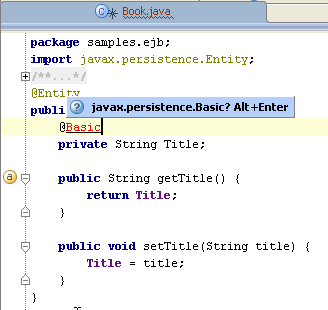 Book.java
package samples.ejb;
import javax.persistence.Entity;
/**...*/
@Entity
publi
javax.persistence.Basic? Alt+Enter
@Basic
private String Title;
public String getTitle() {
return Title;
}
public void setTitle(String title) {
Title = title;
}
}